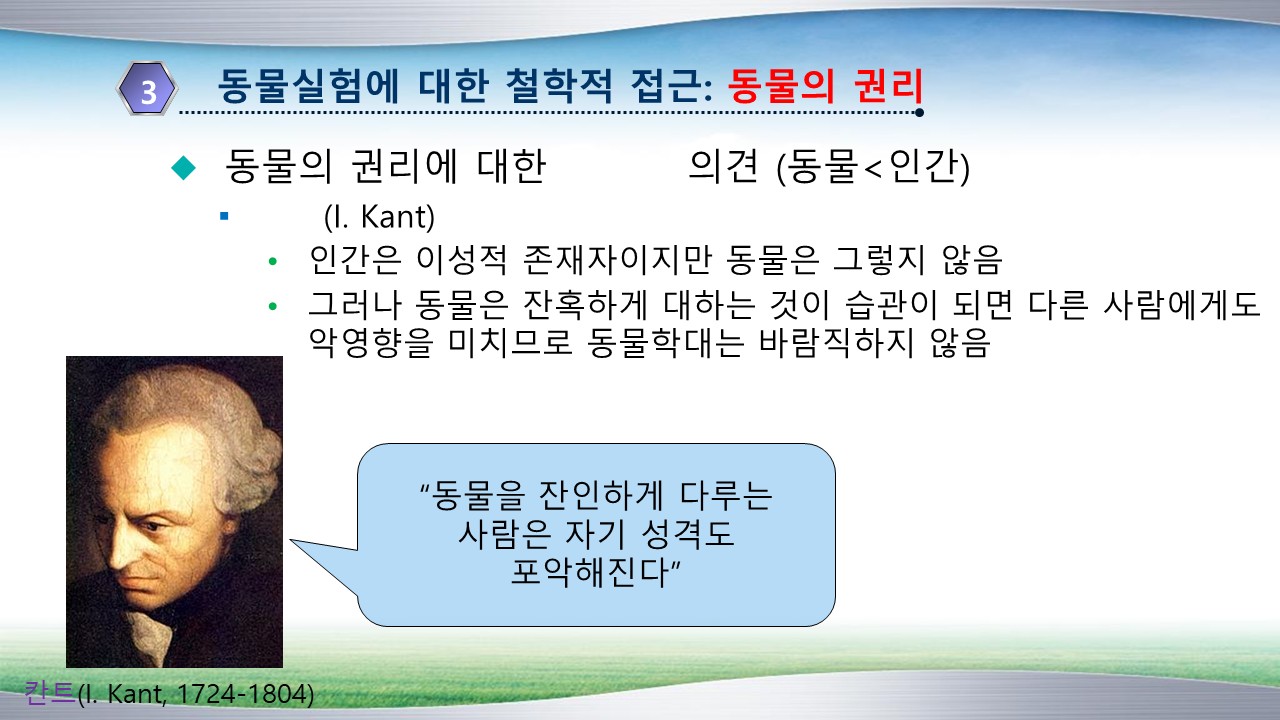 3
동물실험에 대한 철학적 접근: 동물의 권리
동물의 권리에 대한 의견 (동물<인간)
(I. Kant)
인간은 이성적 존재자이지만 동물은 그렇지 않음
그러나 동물은 잔혹하게 대하는 것이 습관이 되면 다른 사람에게도
악영향을 미치므로 동물학대는 바람직하지 않음
“동물을 잔인하게 다루는
사람은 자기 성격도
포악해진다”
칸트(I. Kant, 1724-1804)